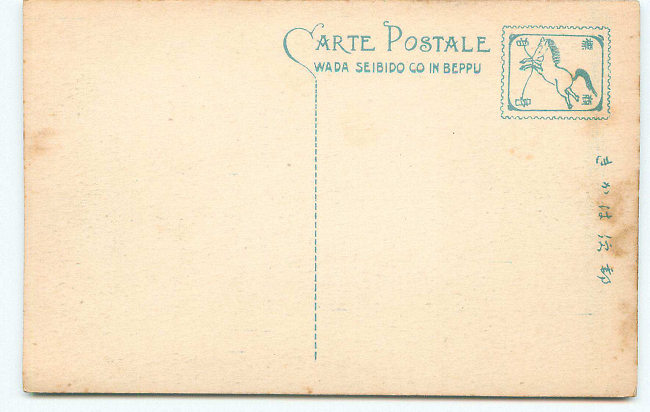 CARTE POSTALE
WADA SEIBIDO CO IN BEPPU
郵便はかき